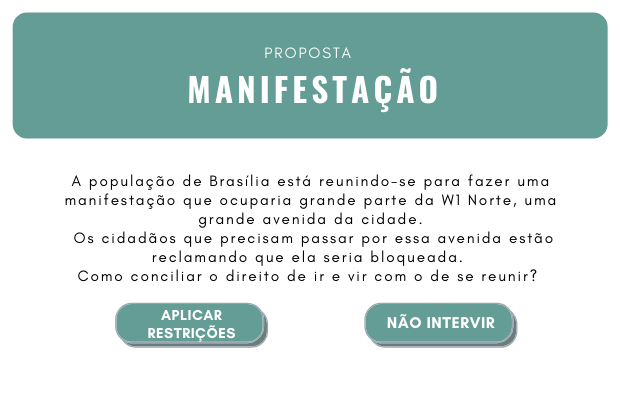 PROPOSTA
MANIFESTAÇÃO
A população de Brasília está reunindo-se para fazer uma
manifestação que ocuparia grande parte da W1 Norte, uma
grande avenida da cidade.
Os cidadãos que precisam passar por essa avenida estão
reclamando que ela seria bloqueada.
Como conciliar o direito de ir e vir com o de se reunir?
APLICAR
RESTRIÇÕES
NÃO INTERVIR